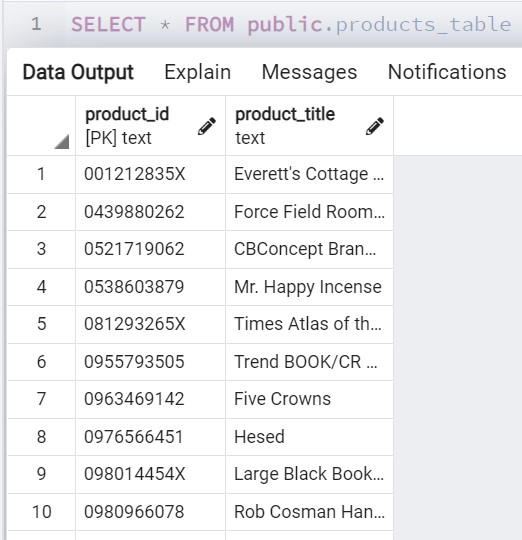 1 SELECT * FROM public.products_table
Data Output Explain Messages Notifications
product_id product_title
[PK] text text
1 001212835X Everett's Cottage ...
2 0439880262 Force Field Room...
3 0521719062 CBConcept Bran...
4 0538603879 Mr. Happy Incense
5 081293265X Times Atlas of th...
6 0955793505 Trend BOOK/CR ...
7 0963469142 Five Crowns
8 0976566451 Hesed
9 098014454X Large Black Book...
10 0980966078 Rob Cosman Han...